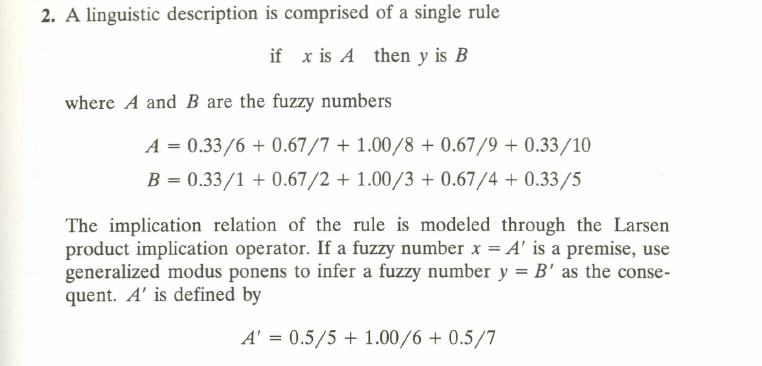 2. A linguistic description is comprised of a single rule
if x is A then y is B
where A and B are the fuzzy numbers
A = 0.33/6 + 0.67/7 + 1.00/8 + 0.67/9 + 0.33/10
B = 0.33/1 + 0.67/2 + 1.00/3 + 0.67/4 + 0.33/5
The implication relation of the rule is modeled through the Larsen
product implication operator. If a fuzzy number x = A′ is a premise, use
generalized modus ponens to infer a fuzzy number y = B′ as the conse-
quent. A′ is defined by
A′ = 0.5/5 + 1.00/6 + 0.5/7